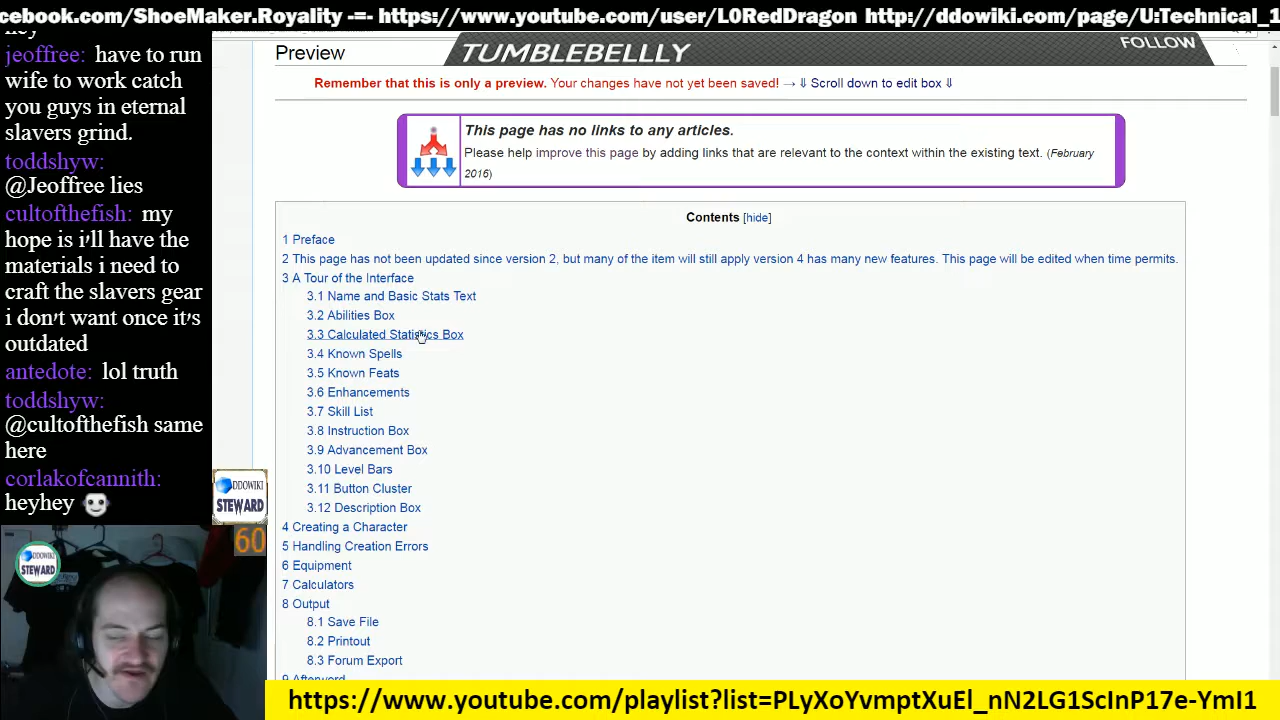 cebook.com/ShoeMaker.Royality -=- https://www.youtube.com/user/L0RedDragon http://ddowiki.com/page/U:Technical_1
hey
jeoffree: have to run
wife to work catch
you guys in eternal
slavers grind.
toddshyw:
@Jeoffree lies
cultofthefish: my
hope is i'll have the
materials i need to
craft the slavers gear
i don't want once it's
outdated
antedote: lol truth
toddshyw:
@cultofthefish same
here
corlakofcannith:
heyhey
DDOWIKI
STEWARD
60
DDOWIKI
STEWARD
Preview
TUMBLEBELLLY
FOLLOW
Remember that this is only a preview. Your changes have not yet been saved! → ⇓ Scroll down to edit box ⇓
This page has no links to any articles.
Please help improve this page by adding links that are relevant to the context within the existing text. (February
2016)
Contents [hide]
1 Preface
2 This page has not been updated since version 2, but many of the item will still apply version 4 has many new features. This page will be edited when time permits.
3 A Tour of the Interface
3.1 Name and Basic Stats Text
3.2 Abilities Box
3.3 Calculated Statistics Box
3.4 Known Spells
3.5 Known Feats
3.6 Enhancements
3.7 Skill List
3.8 Instruction Box
3.9 Advancement Box
3.10 Level Bars
3.11 Button Cluster
3.12 Description Box
4 Creating a Character
5 Handling Creation Errors
6 Equipment
7 Calculators
8 Output
8.1 Save File
8.2 Printout
8.3 Forum Export
9 Afterword
https://www.youtube.com/playlist?list=PLyXoYvmptXuEl_nN2LG1ScInP17e-YmI1